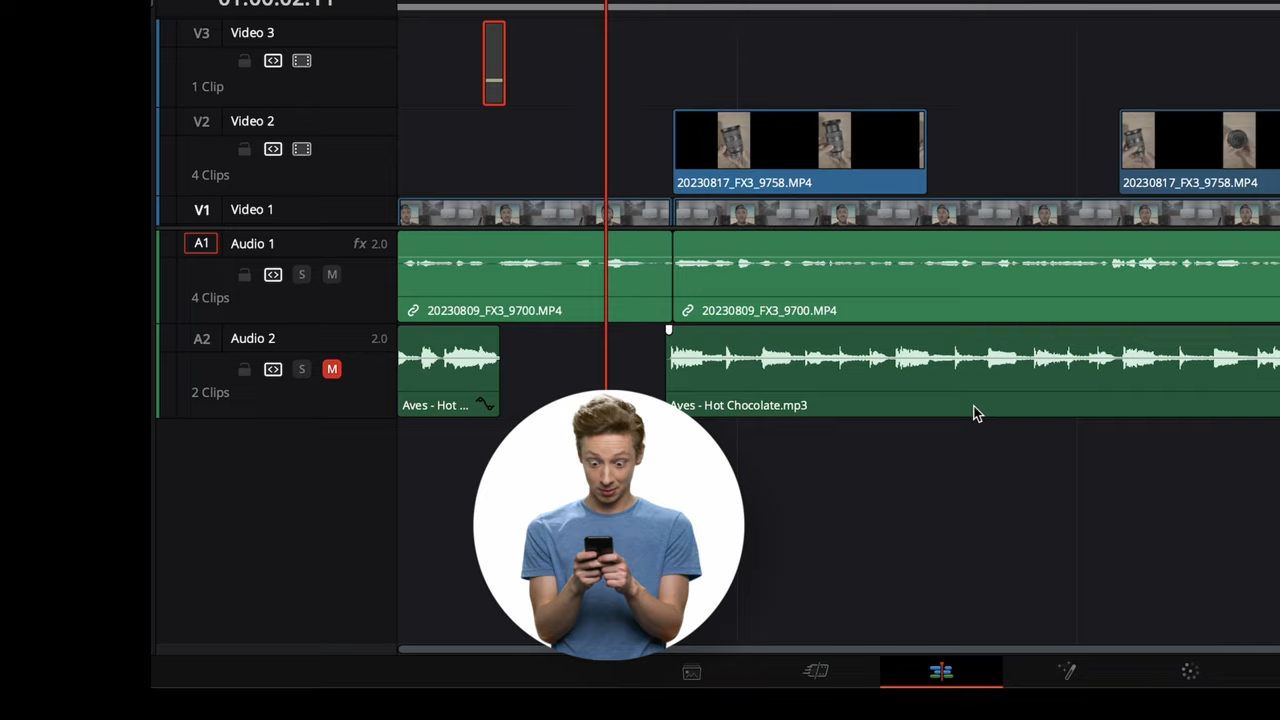 V3 Video 3
1 Clip
V2 Video 2
4 Clips
20230817_FX3_9758.MP4 20230817_FX3_9758.MP4
V1 Video 1
A1 Audio 1 fx 2.0
S M
4 Clips
20230809_FX3_9700.MP4 20230809_FX3_9700.MP4
A2 Audio 2 2.0
S M
2 Clips
Aves - Hot ... Aves - Hot Chocolate.mp3